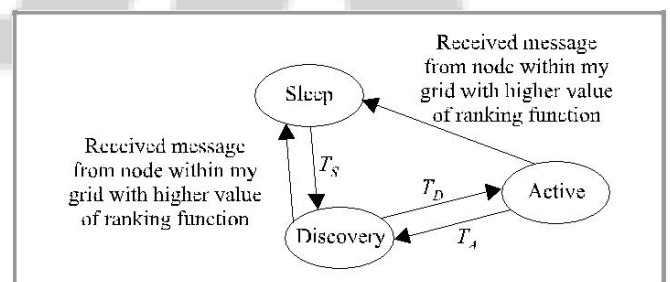 Received message
from node within my
grid with higher value
of ranking function
Sleep
Received message
from node within my
grid with higher value
of ranking function
T_S
T_D
Active
Discovery
T_A